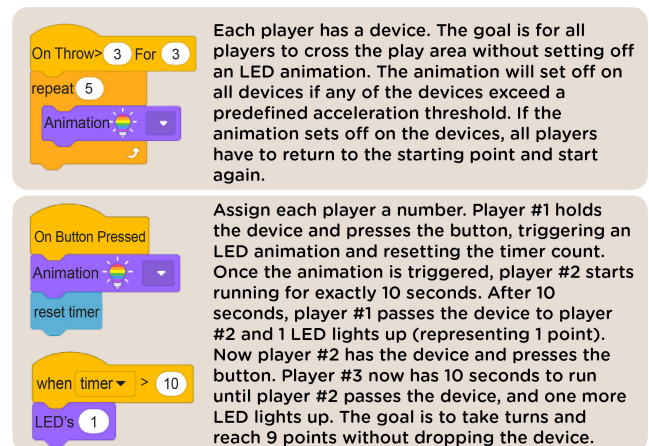 On Throw> 3 For 3
repeat 5
Animation
Each player has a device. The goal is for all
players to cross the play area without setting off
an LED animation. The animation will set off on
all devices if any of the devices exceed a
predefined acceleration threshold. If the
animation sets off on the devices, all players
have to return to the starting point and start
again.
On Button Pressed
Animation
reset timer
when timer > 10
LED's 1
Assign each player a number. Player #1 holds
the device and presses the button, triggering an
LED animation and resetting the timer count.
Once the animation is triggered, player #2 starts
running for exactly 10 seconds. After 10
seconds, player #1 passes the device to player
#2 and 1 LED lights up (representing 1 point).
Now player #2 has the device and presses the
button. Player #3 now has 10 seconds to run
until player #2 passes the device, and one more
LED lights up. The goal is to take turns and
reach 9 points without dropping the device.